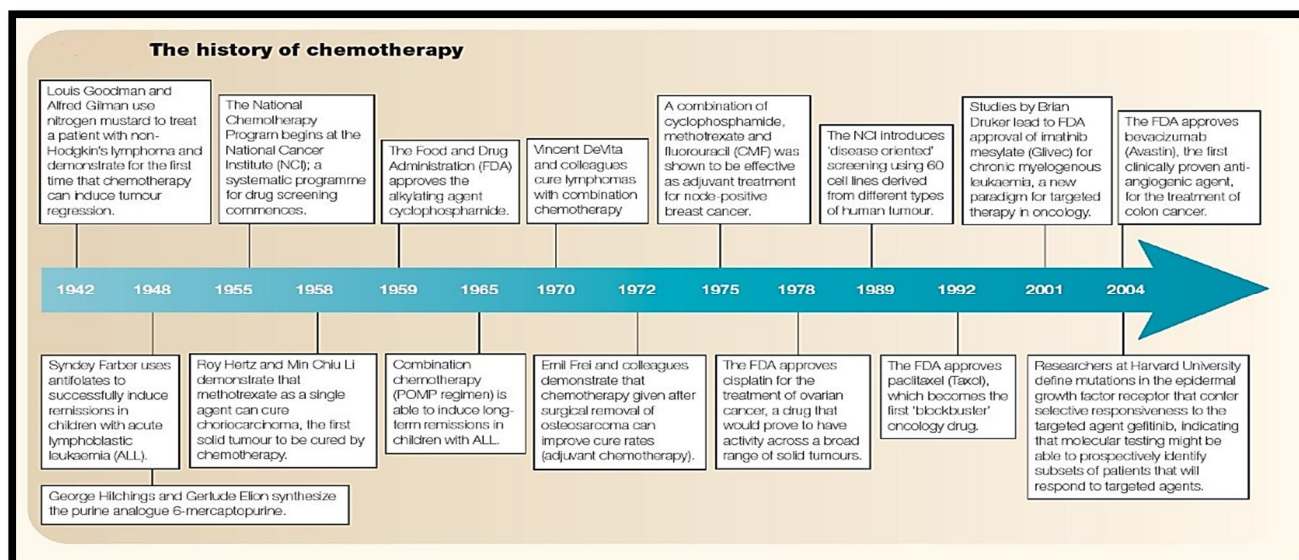 The history of chemotherapy
Louis Goodman and
Alfred Gilman use
nitrogen mustard to treat
a patient with non-
Hodgkin's lymphoma and
demonstrate for the first
time that chemotherapy
can induce tumour
regression.
The National
Chemotherapy
Program begins at the
National Cancer
Institute (NCI); a
systematic programme
for drug screening
commences.
The Food and Drug
Administration (FDA)
approves the
alkylating agent
cyclophosphamide.
Vincent DeVita
and colleagues
cure lymphomas
with combination
chemotherapy
A combination of
cyclophosphamide,
methotrexate and
fluorouracil (CMF) was
shown to be effective
as adjuvant treatment
for node-positive
breast cancer.
The NCI introduces
'disease oriented'
screening using 60
cell lines derived
from different types
of human tumour.
Studies by Brian
Druker lead to FDA
approval of imatinib
mesylate (Glivec) for
chronic myelogenous
leukaemia, a new
paradigm for targeted
therapy in oncology.
The FDA approves
bevacizumab
(Avastin), the first
clinically proven anti-
angiogenic agent,
for the treatment of
colon cancer.
1942 1948 1955 1958 1959 1965 1970 1972 1975 1978 1989 1992 2001 2004
Syndey Farber uses
antifolates to
successfully induce
remissions in
children with acute
lymphoblastic
leukaemia (ALL).
George Hitchings and Gertude Elion synthesize
the purine analogue 6-mercaptopurine.
Roy Hertz and Min Chiu Li
demonstrate that
methotrexate as a single
agent can cure
choriocarcinoma, the first
solid tumour to be cured by
chemotherapy.
Combination
chemotherapy
(POMP regimen) is
able to induce long-
term remissions in
children with ALL.
Emil Frei and colleagues
demonstrate that
chemotherapy given after
surgical removal of
osteosarcoma can
improve cure rates
(adjuvant chemotherapy).
The FDA approves
cisplatin for the
treatment of ovarian
cancer, a drug that
would prove to have
activity across a broad
range of solid tumours.
The FDA approves
paclitaxel (Taxol),
which becomes the
first 'blockbuster'
oncology drug.
Researchers at Harvard University
define mutations in the epidermal
growth factor receptor that confer
selective responsiveness to the
targeted agent gefitinib, indicating
that molecular testing might be
able to prospectively identify
subsets of patients that will
respond to targeted agents.